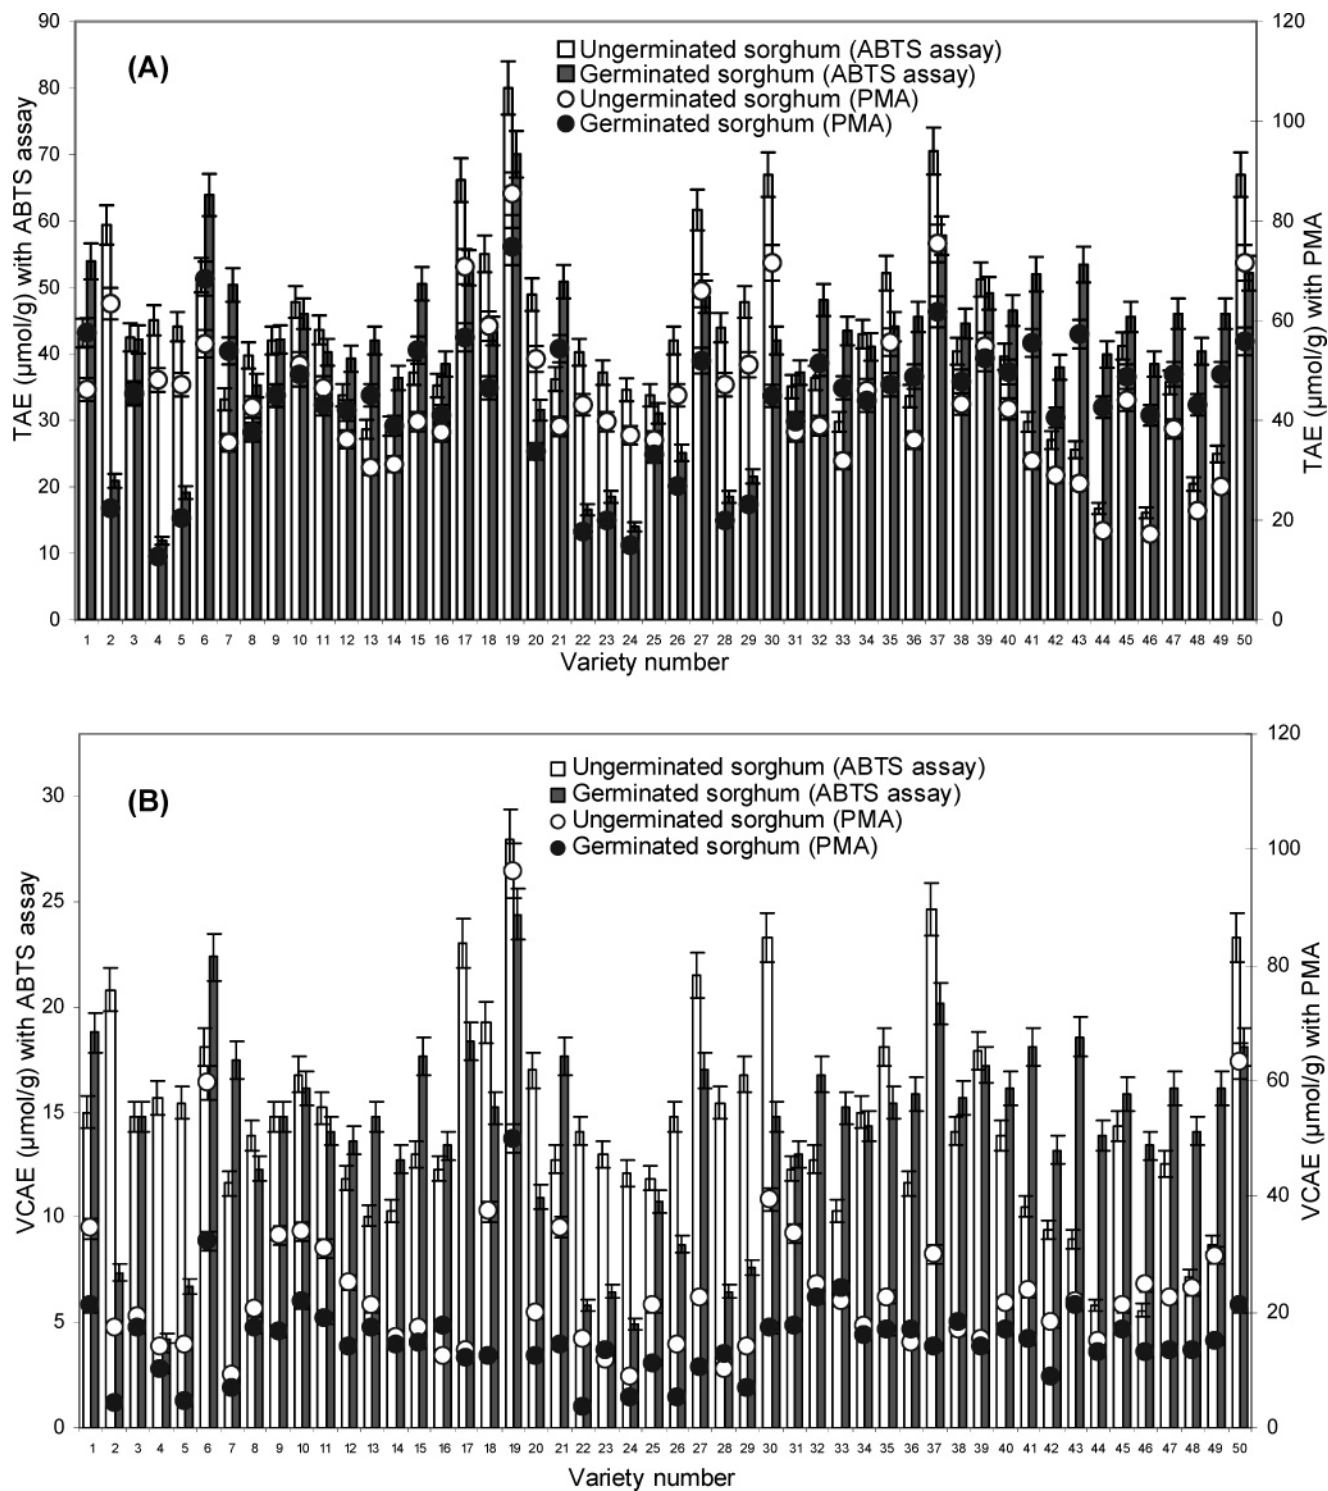 90
80
70
60
50
40
30
20
10
0
120
100
80
60
40
20
0
TAE (µmol/g) with ABTS assay
TAE (µmol/g) with PMA
(A)
Ungerminated sorghum (ABTS assay)
Germinated sorghum (ABTS assay)
Ungerminated sorghum (PMA)
Germinated sorghum (PMA)
1 2 3 4 5 6 7 8 9 10 11 12 13 14 15 16 17 18 19 20 21 22 23 24 25 26 27 28 29 30 31 32 33 34 35 36 37 38 39 40 41 42 43 44 45 46 47 48 49 50
Variety number
30
25
20
15
10
5
0
120
100
80
60
40
20
0
VCAE (µmol/g) with ABTS assay
VCAE (µmol/g) with PMA
(B)
Ungerminated sorghum (ABTS assay)
Germinated sorghum (ABTS assay)
Ungerminated sorghum (PMA)
Germinated sorghum (PMA)
1 2 3 4 5 6 7 8 9 10 11 12 13 14 15 16 17 18 19 20 21 22 23 24 25 26 27 28 29 30 31 32 33 34 35 36 37 38 39 40 41 42 43 44 45 46 47 48 49 50
Variety number